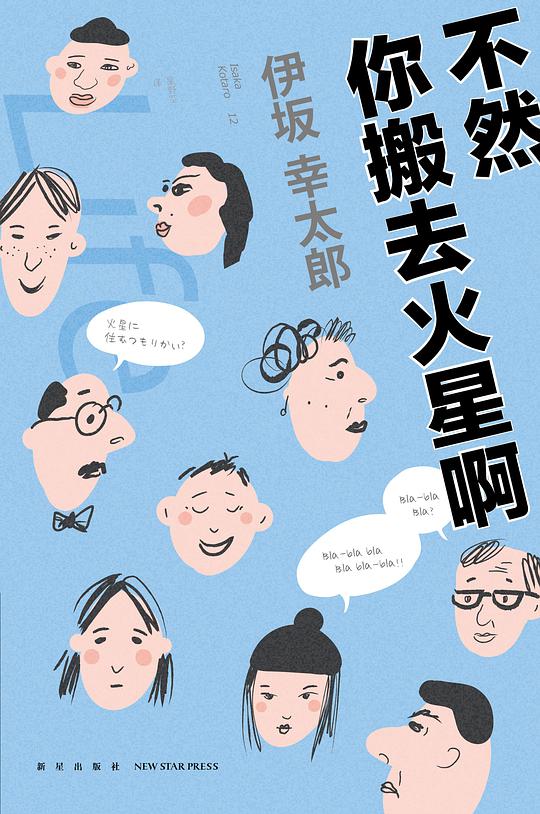 不然
你搬去火星啊
伊坂 幸太郎
Isaka
Kotaro 12
译
Life
火星に
住むつもりかい？
Bla-bla
Bla?
Bla-bla bla
Bla bla-bla!!
新星出版社 NEW STAR PRESS